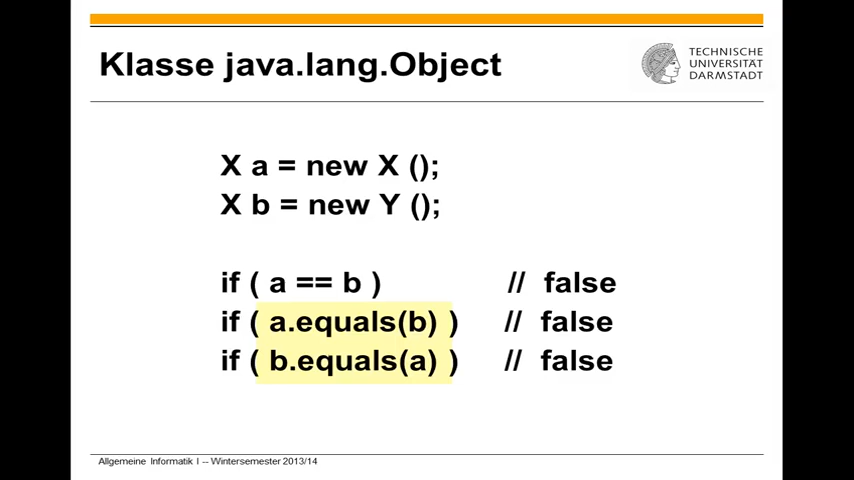 Klasse java.lang.Object
TECHNISCHE
UNIVERSITÄT
DARMSTADT
X a = new X ();
X b = new Y ();
if ( a == b ) // false
if ( a.equals(b) ) // false
if ( b.equals(a) ) // false
Allgemeine Informatik I -- Wintersemester 2013/14